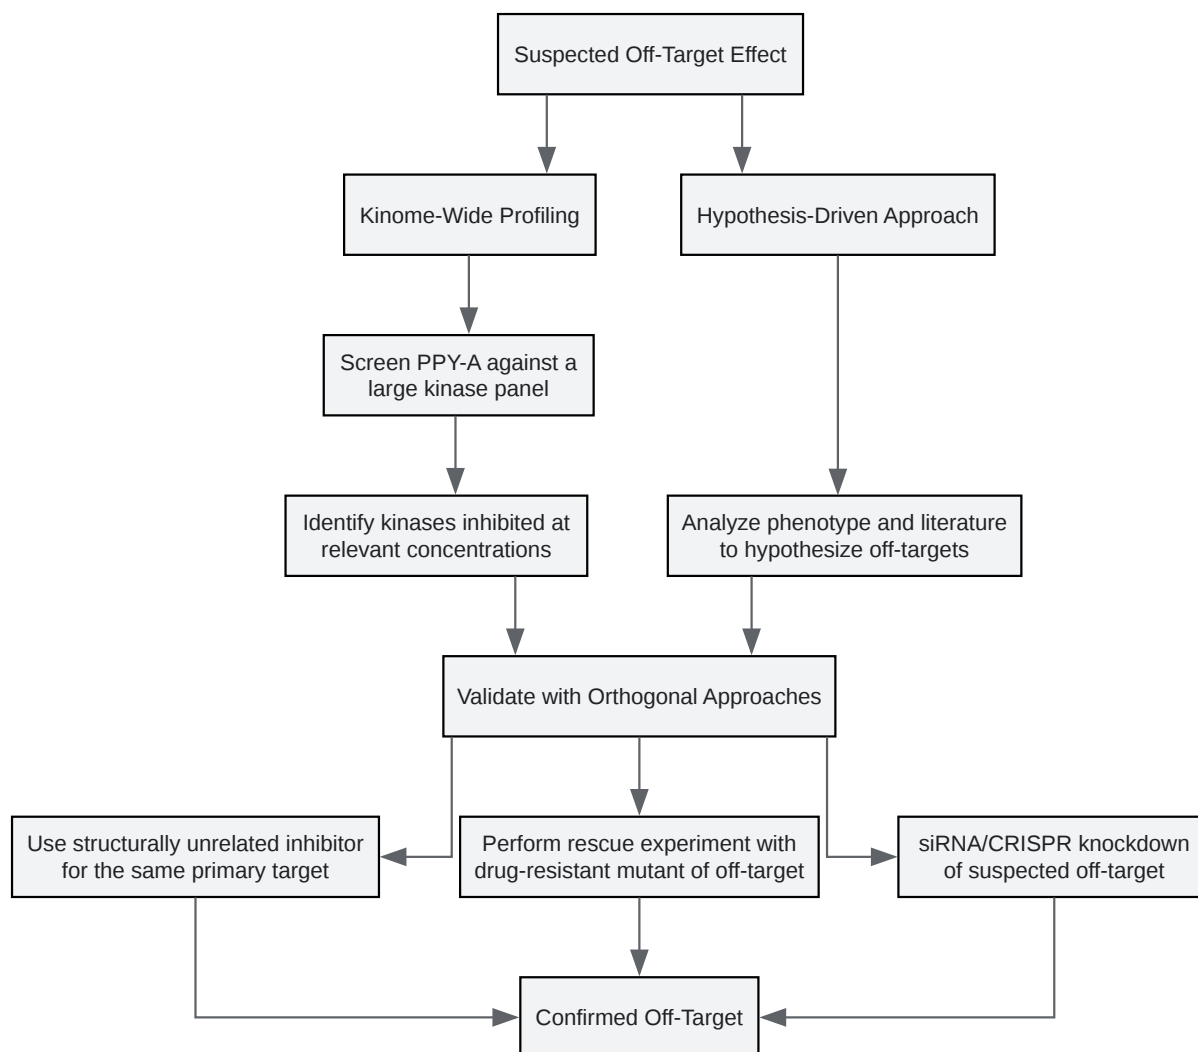 Suspected Off-Target Effect
Kinome-Wide Profiling
Hypothesis-Driven Approach
Screen PPY-A against a
large kinase panel
Identify kinases inhibited at
relevant concentrations
Analyze phenotype and literature
to hypothesize off-targets
Validate with Orthogonal Approaches
Use structurally unrelated inhibitor
for the same primary target
Perform rescue experiment with
drug-resistant mutant of off-target
siRNA/CRISPR knockdown
of suspected off-target
Confirmed Off-Target